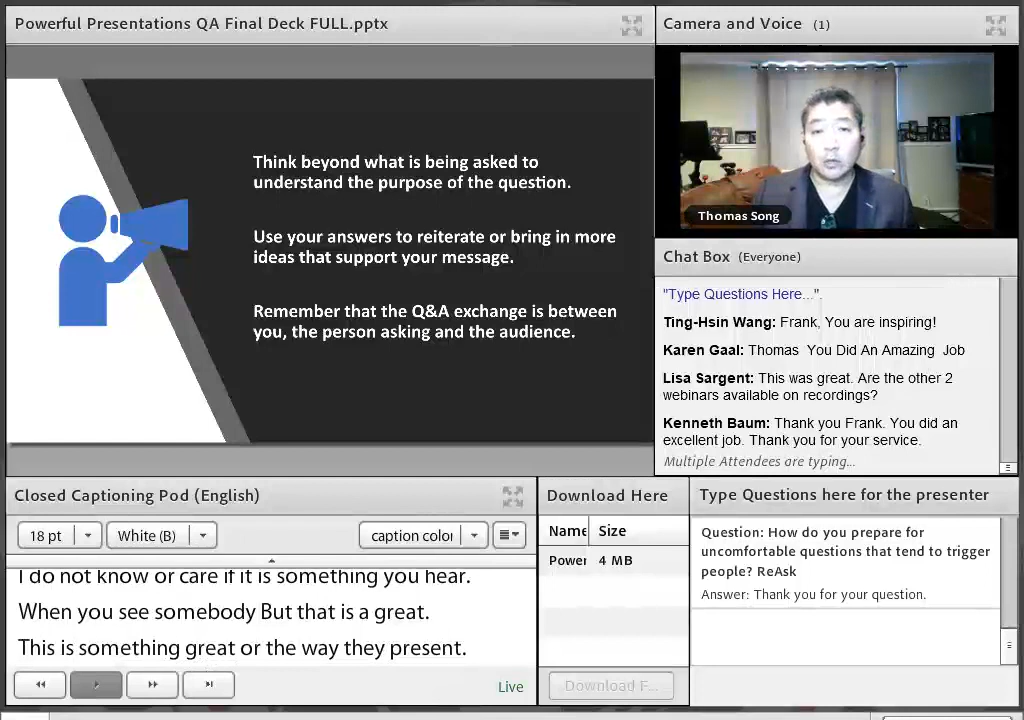 Powerful Presentations QA Final Deck FULL.pptx
Think beyond what is being asked to
understand the purpose of the question.
Use your answers to reiterate or bring in more
ideas that support your message.
Remember that the Q&A exchange is between
you, the person asking and the audience.
Camera and Voice (1)
Thomas Song
Chat Box (Everyone)
"Type Questions Here...".
Ting-Hsin Wang: Frank, You are inspiring!
Karen Gaal: Thomas You Did An Amazing Job
Lisa Sargent: This was great. Are the other 2
webinars available on recordings?
Kenneth Baum: Thank you Frank. You did an
excellent job. Thank you for your service.
Multiple Attendees are typing...
Closed Captioning Pod (English)
18 pt
White (B)
caption color
I do not know or care if it is something you hear.
When you see somebody But that is a great.
This is something great or the way they present.
Live
Download Here
Name Size
Power 4 MB
Download F...
Type Questions here for the presenter
Question: How do you prepare for
uncomfortable questions that tend to trigger
people? ReAsk
Answer: Thank you for your question.